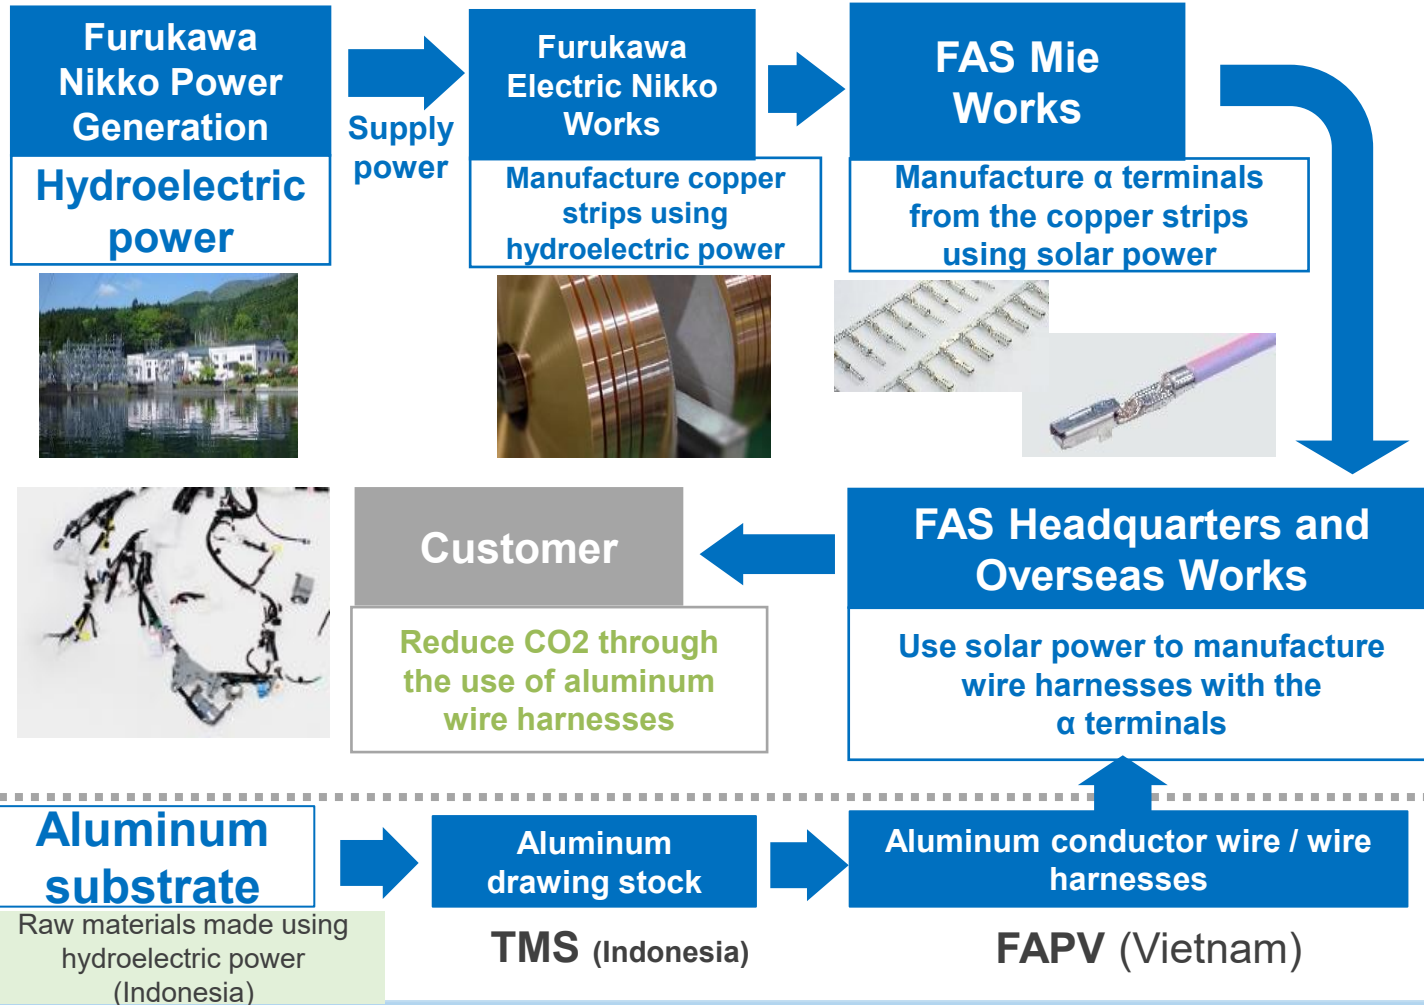 Furukawa
Nikko Power
Generation
Hydroelectric
power
Supply
power
Furukawa
Electric Nikko
Works
Manufacture copper
strips using
hydroelectric power
FAS Mie
Works
Manufacture α terminals
from the copper strips
using solar power
FAS Headquarters and
Overseas Works
Use solar power to manufacture
wire harnesses with the
α terminals
Customer
Reduce CO2 through
the use of aluminum
wire harnesses
Aluminum
substrate
Raw materials made using
hydroelectric power
(Indonesia)
Aluminum
drawing stock
TMS (Indonesia)
Aluminum conductor wire / wire
harnesses
FAPV (Vietnam)